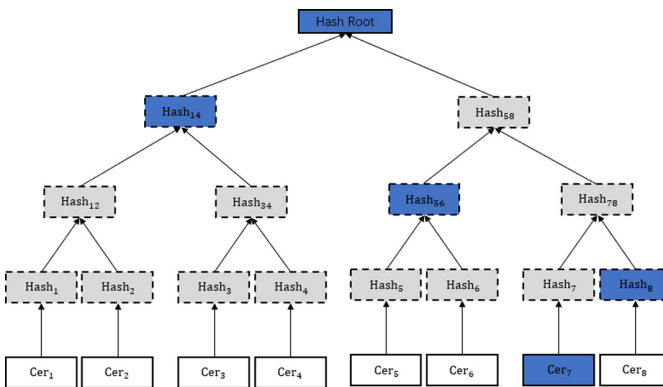 Hash Root
Hash₁₄ Hash₅₈
Hash₁₂ Hash₃₄ Hash₅₆ Hash₇₈
Hash₁ Hash₂ Hash₃ Hash₄ Hash₅ Hash₆ Hash₇ Hash₈
Cer₁ Cer₂ Cer₃ Cer₄ Cer₅ Cer₆ Cer₇ Cer₈